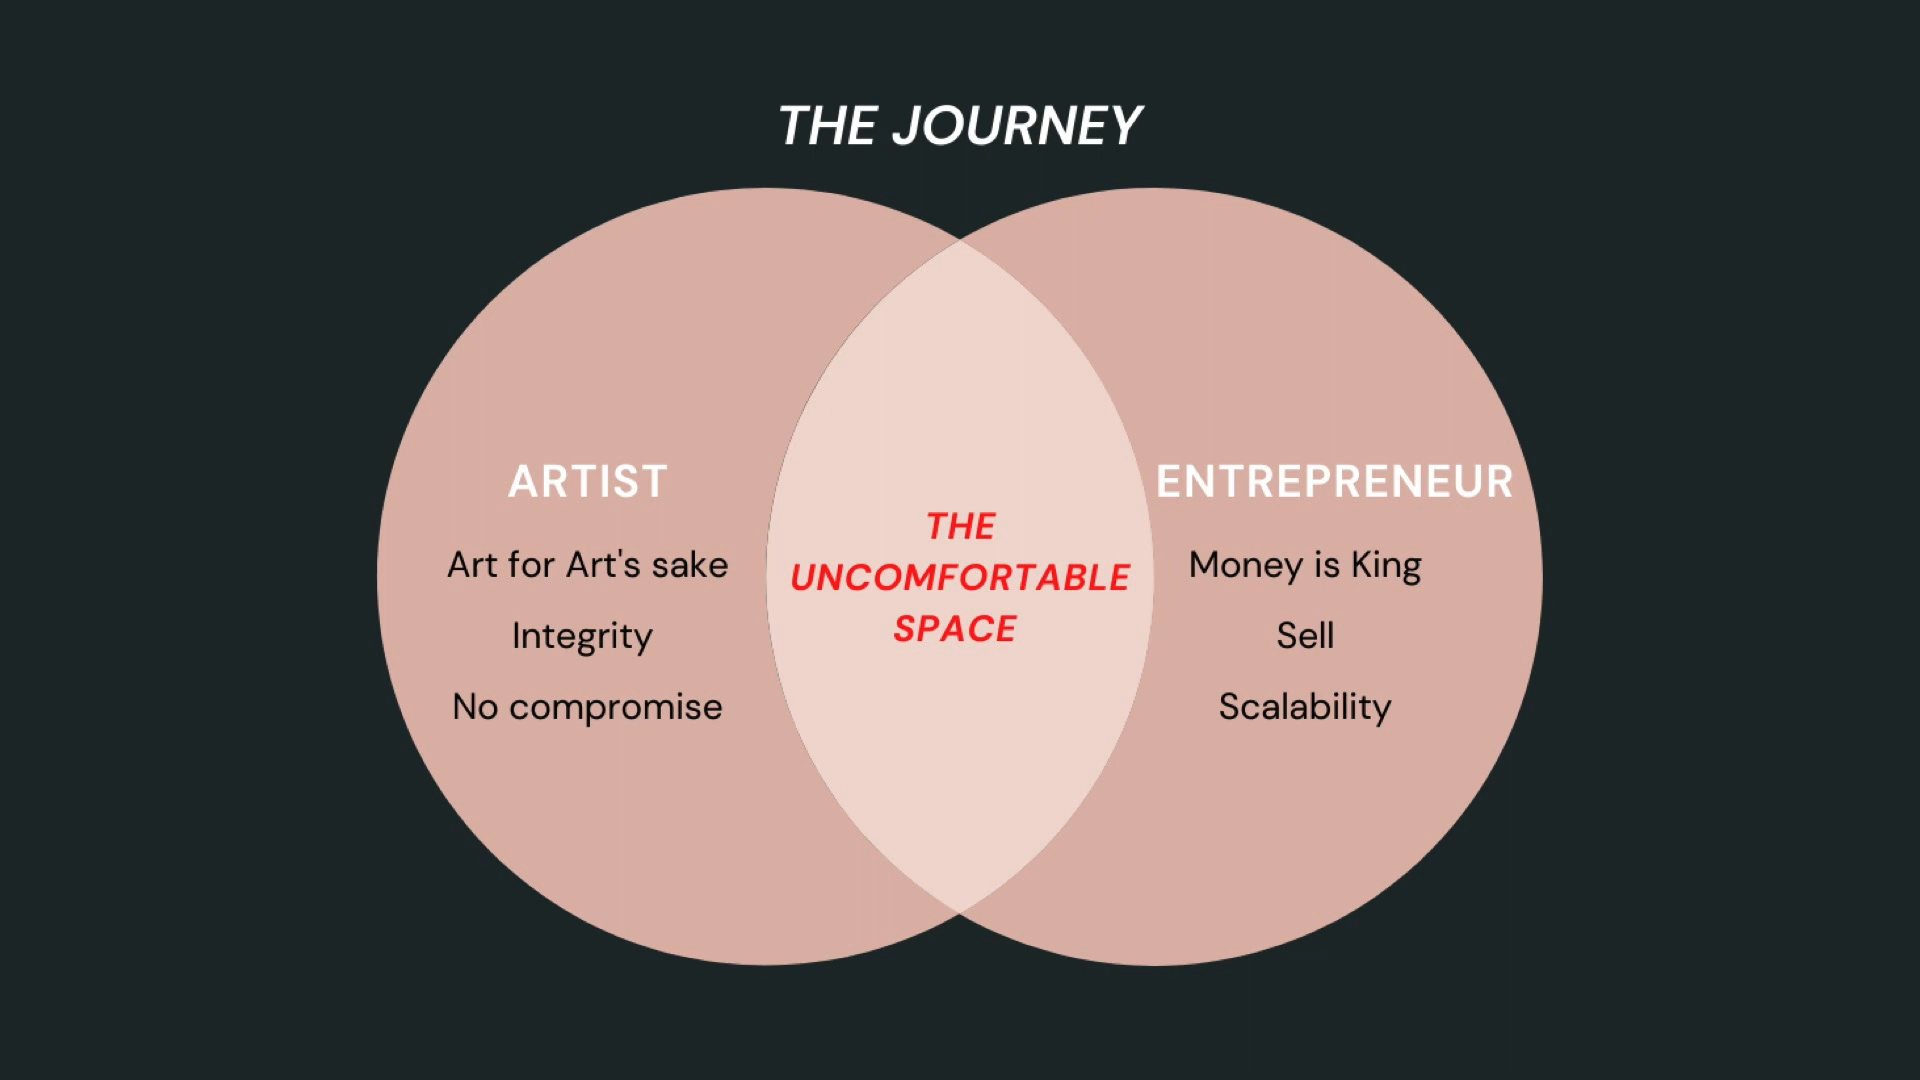 THE JOURNEY
ARTIST
Art for Art's sake
Integrity
No compromise
THE
UNCOMFORTABLE
SPACE
ENTREPRENEUR
Money is King
Sell
Scalability